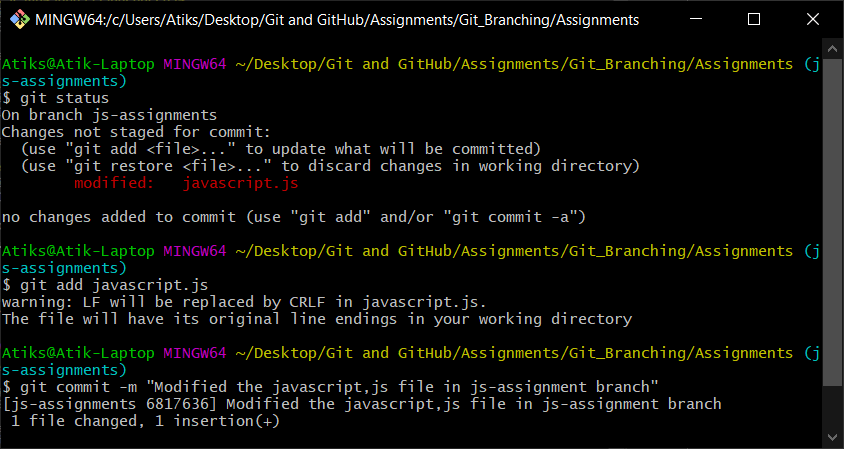 MINGW64:/c/Users/Atiks/Desktop/Git and GitHub/Assignments/Git_Branching/Assignments
Atiks@Atik-Laptop MINGW64 ~/Desktop/Git and GitHub/Assignments/Git_Branching/Assignments (j
s-assignments)
$ git status
On branch js-assignments
Changes not staged for commit:
  (use "git add <file>..." to update what will be committed)
  (use "git restore <file>..." to discard changes in working directory)
        modified:   javascript.js
no changes added to commit (use "git add" and/or "git commit -a")
Atiks@Atik-Laptop MINGW64 ~/Desktop/Git and GitHub/Assignments/Git_Branching/Assignments (j
s-assignments)
$ git add javascript.js
warning: LF will be replaced by CRLF in javascript.js.
The file will have its original line endings in your working directory
Atiks@Atik-Laptop MINGW64 ~/Desktop/Git and GitHub/Assignments/Git_Branching/Assignments (j
s-assignments)
$ git commit -m "Modified the javascript,js file in js-assignment branch"
[js-assignments 6817636] Modified the javascript,js file in js-assignment branch
 1 file changed, 1 insertion(+)